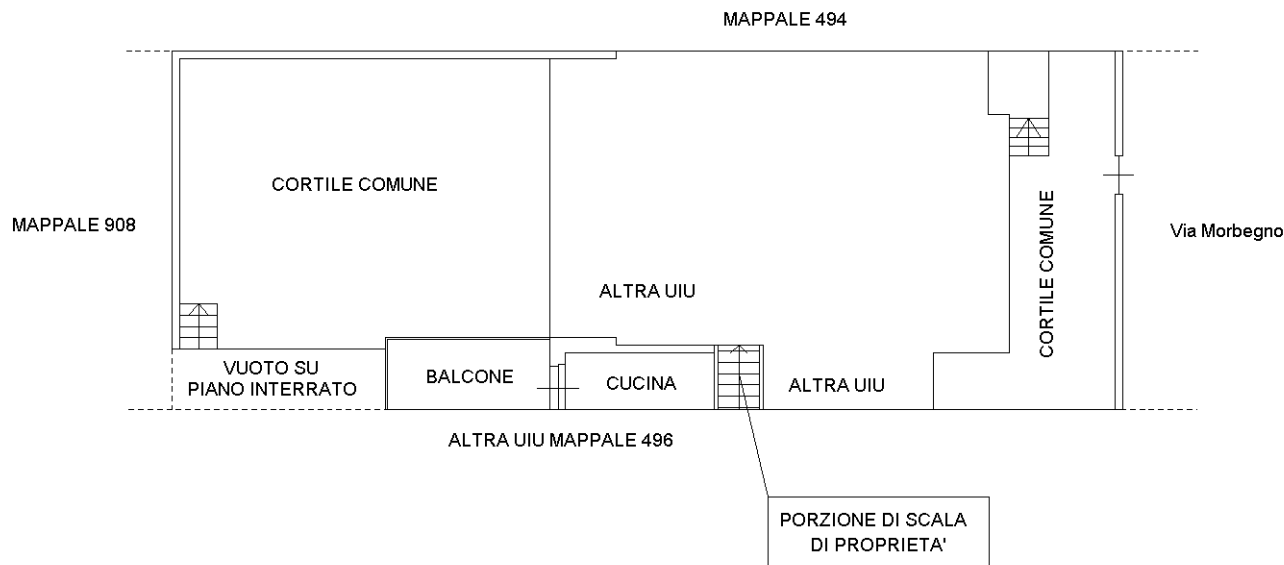 MAPPALE 494
CORTILE COMUNE
MAPPALE 908
Via Morbegno
CORTILE COMUNE
ALTRA UIU
VUOTO SU
PIANO INTERRATO
BALCONE
CUCINA
ALTRA UIU
ALTRA UIU MAPPALE 496
PORZIONE DI SCALA
DI PROPRIETA'